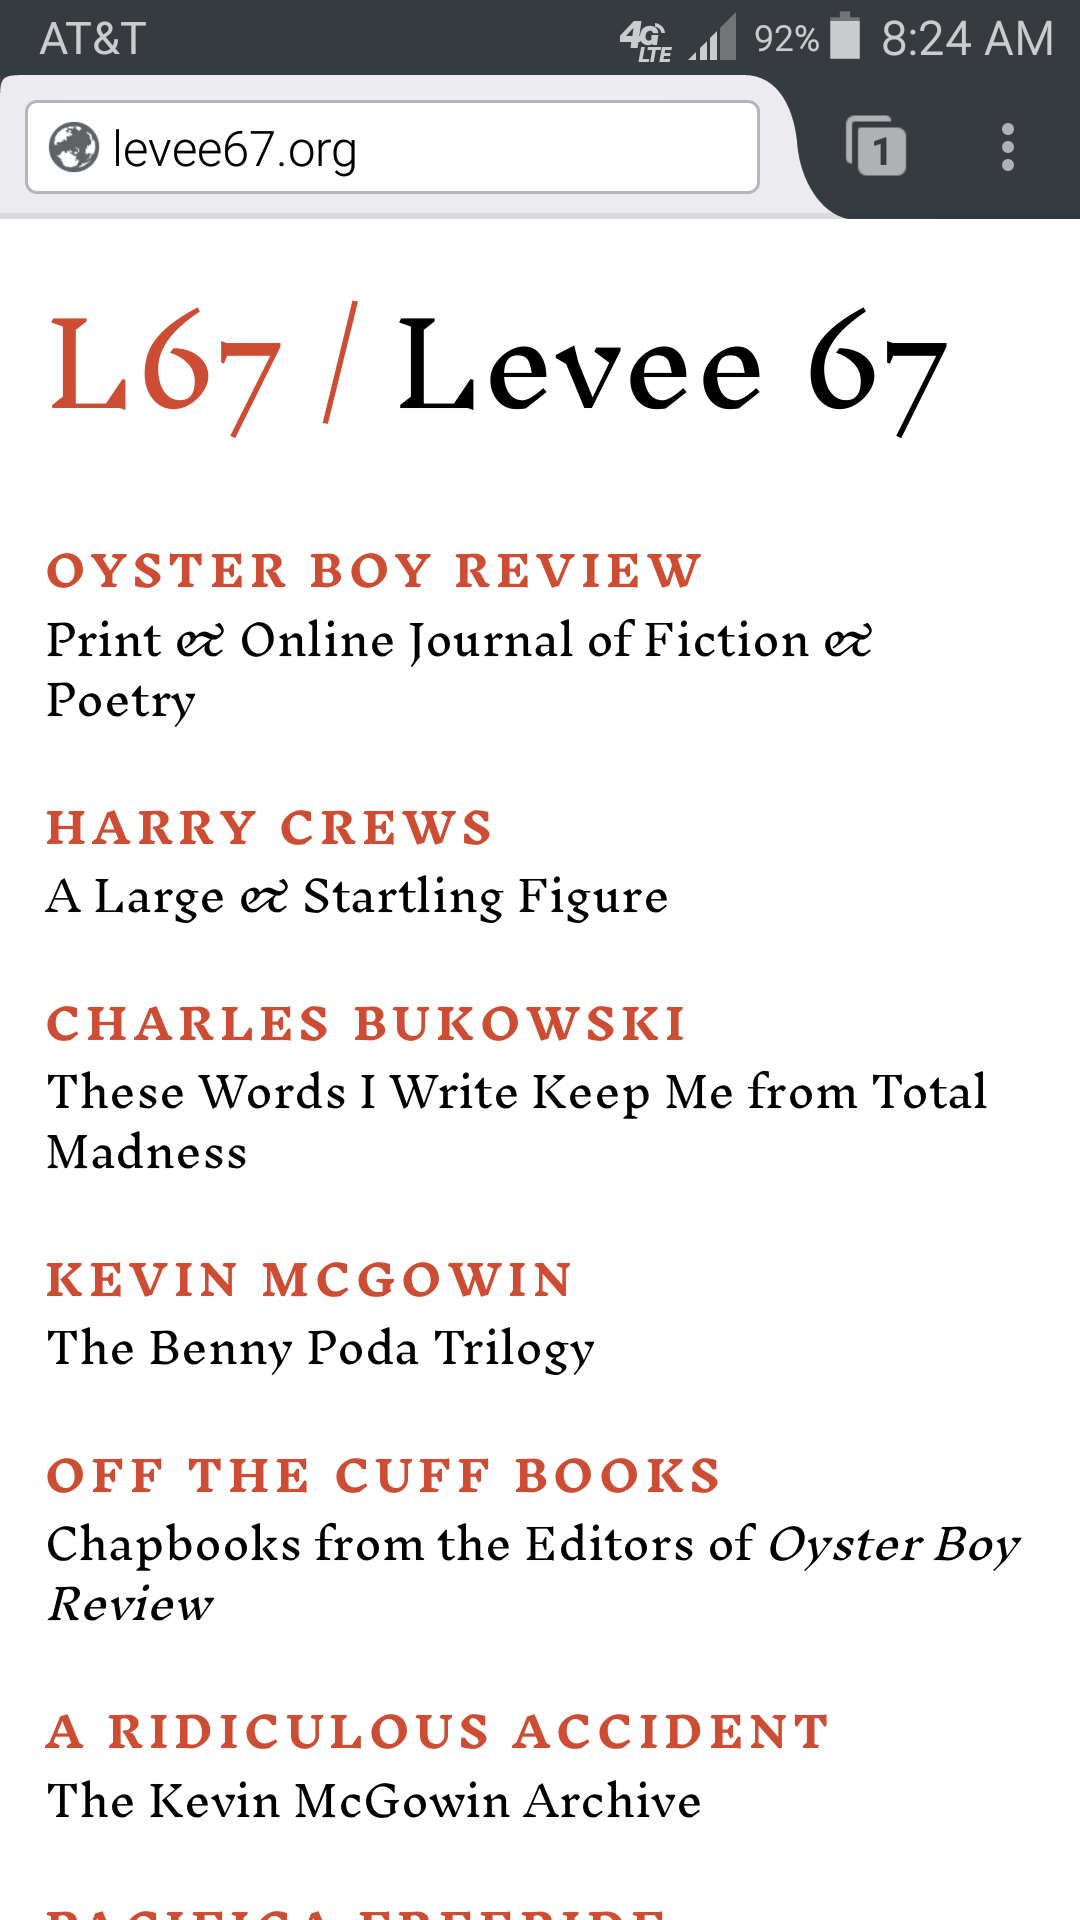 AT&T 4G LTE 92% 8:24 AM
levee67.org 1
L67 / Levee 67
OYSTER BOY REVIEW
Print & Online Journal of Fiction &
Poetry
HARRY CREWS
A Large & Startling Figure
CHARLES BUKOWSKI
These Words I Write Keep Me from Total
Madness
KEVIN MCGOWIN
The Benny Poda Trilogy
OFF THE CUFF BOOKS
Chapbooks from the Editors of Oyster Boy
Review
A RIDICULOUS ACCIDENT
The Kevin McGowin Archive